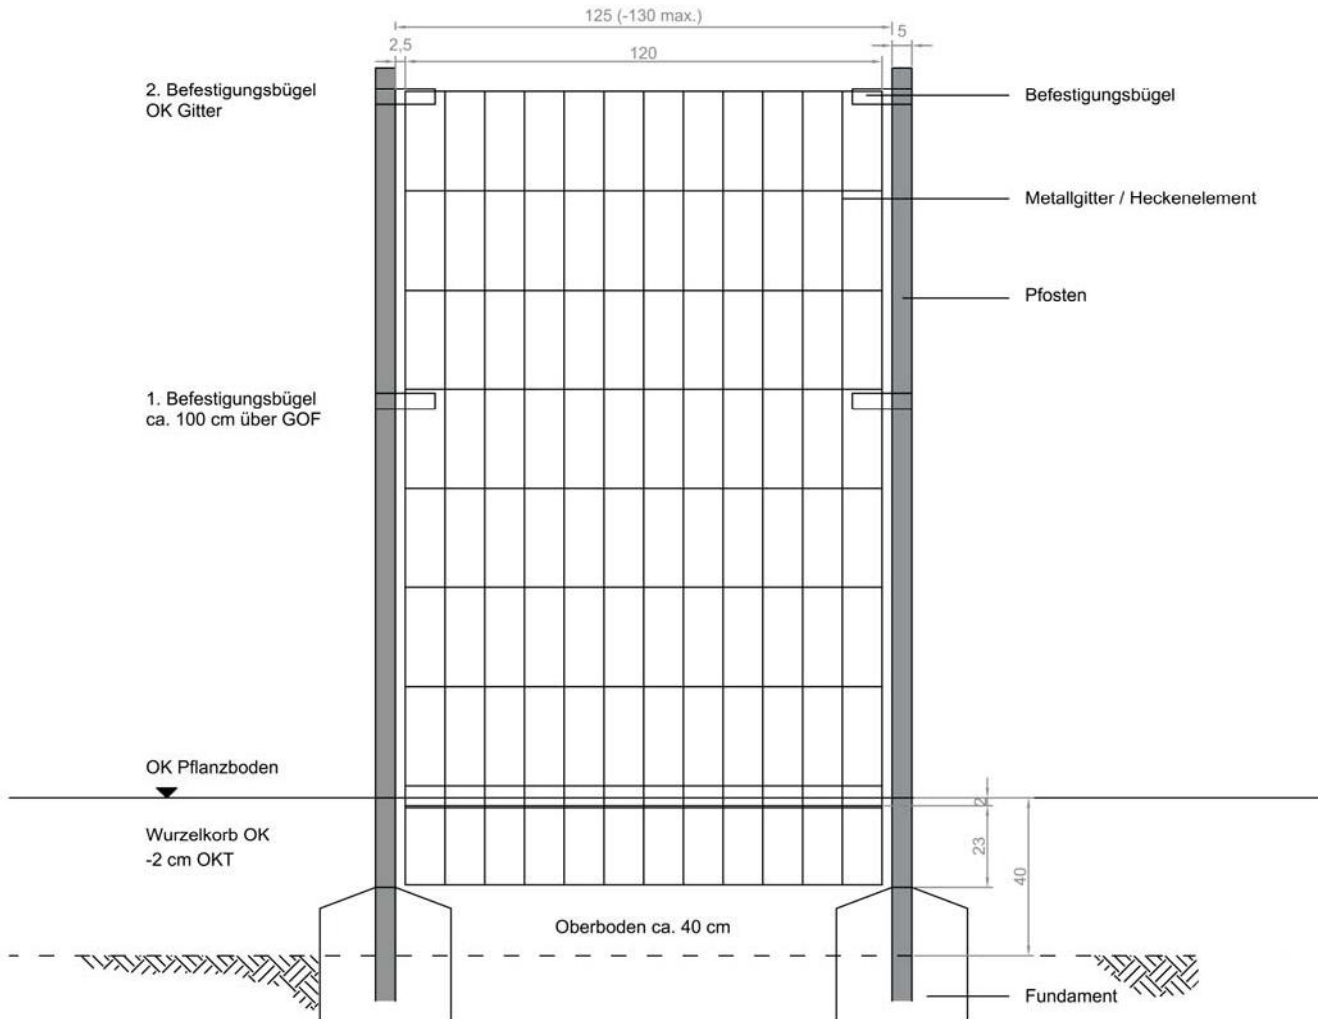 125 (-130 max.)
2,5
120
5
2. Befestigungsbügel
OK Gitter
Befestigungsbügel
Metallgitter / Heckenelement
Pfosten
1. Befestigungsbügel
ca. 100 cm über GOF
OK Pflanzboden
2
Wurzelkorb OK
-2 cm OKT
23
40
Oberboden ca. 40 cm
Fundament